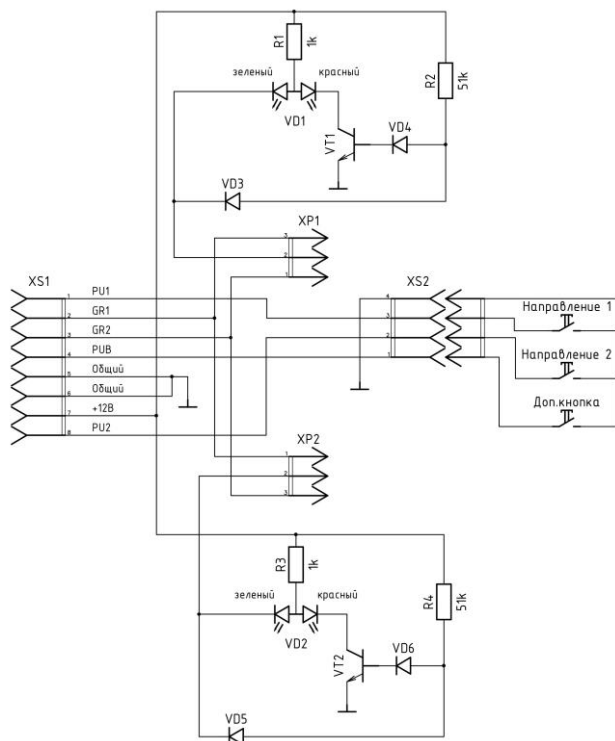 R1
1k
зеленый
красный
R2
51k
VD1
VT1
VD4
VD3
XP1
3
2
1
XS1
XS2
1
PU1
2
GR1
3
GR2
4
PUB
5
Общий
6
7
+12В
8
PU2
4
3
2
1
Направление 1
Направление 2
Доп.кнопка
XP2
1
2
3
R3
1k
зеленый
красный
R4
51k
VD2
VT2
VD6
VD5